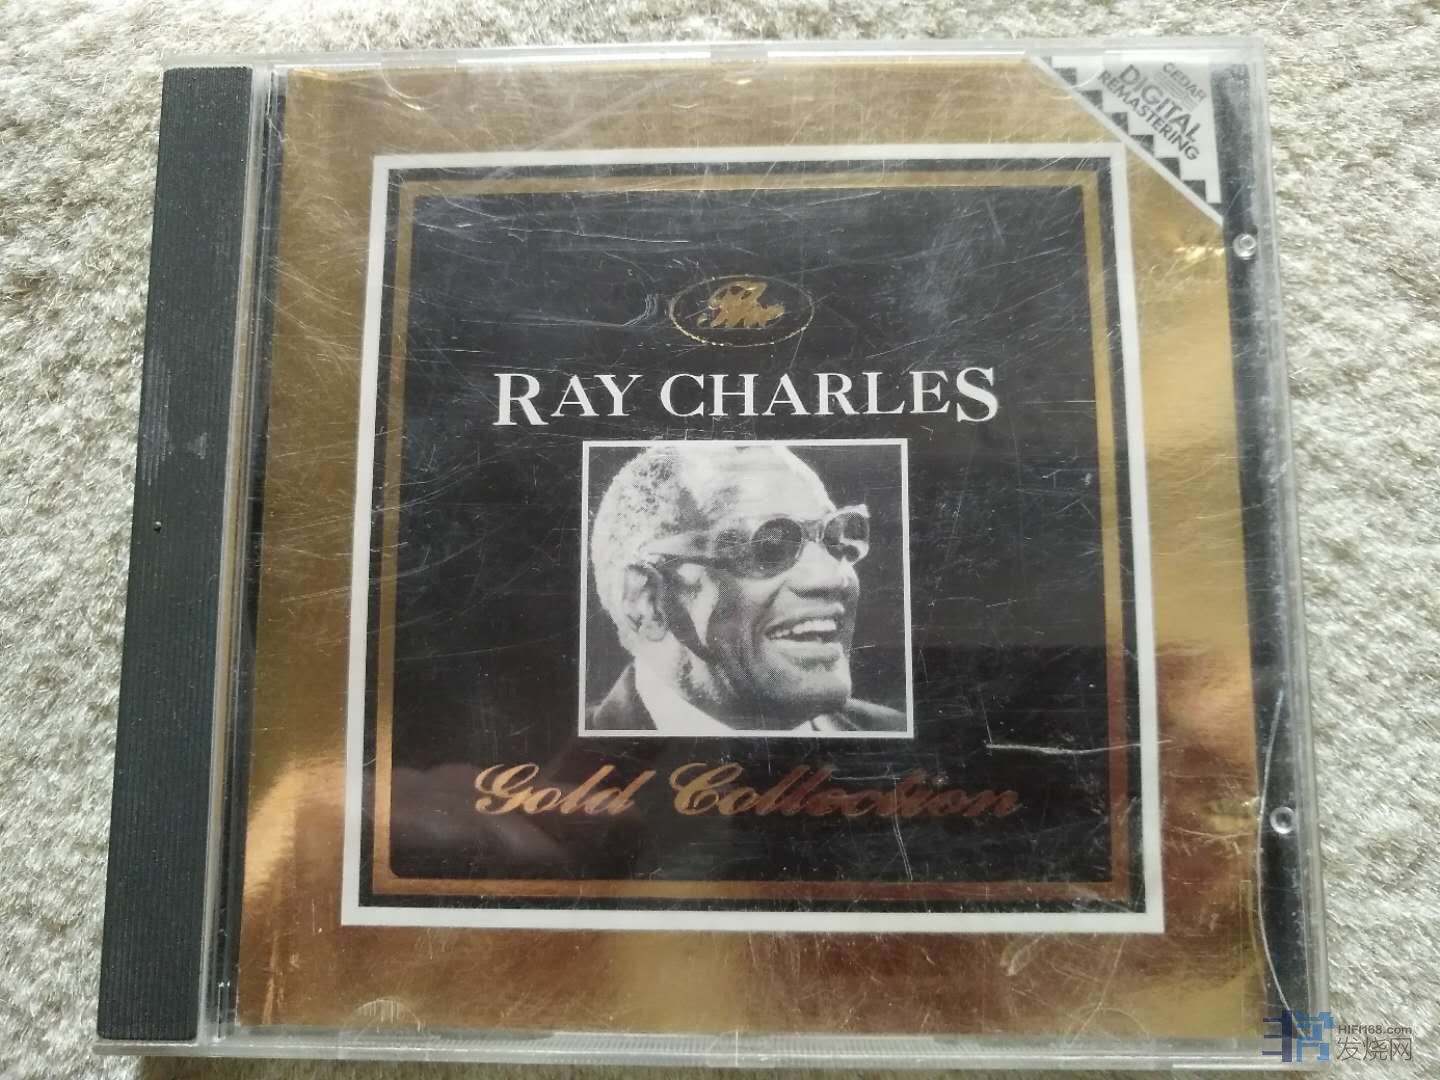 CEDAR
DIGITAL
REMASTERING
The
RAY CHARLES
Gold Collection
HIFI168.com
发烧网